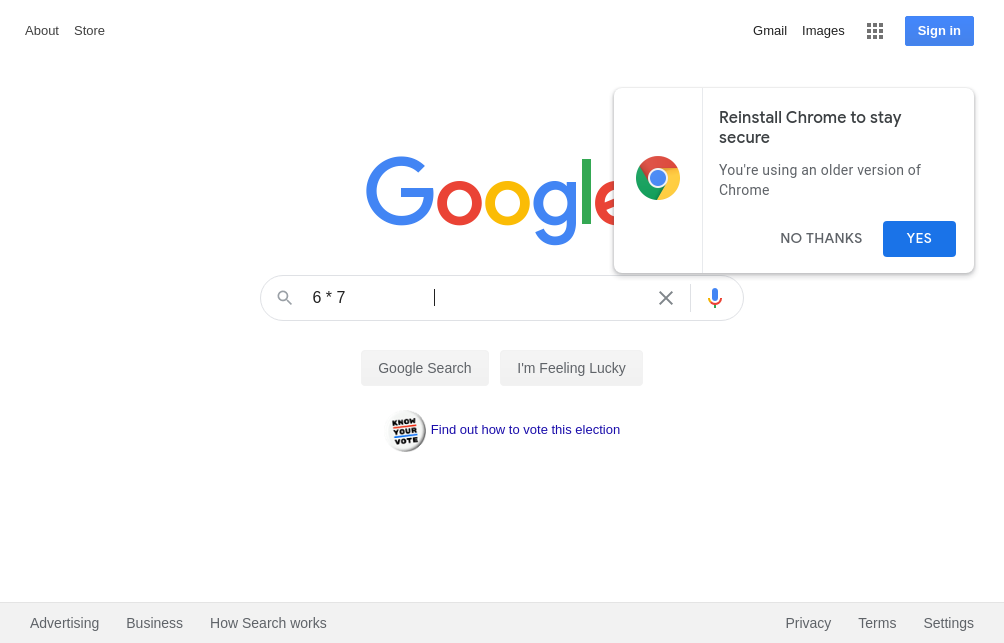 About Store Gmail Images Sign in
Reinstall Chrome to stay
secure
You're using an older version of
Chrome
NO THANKS YES
Google
6 * 7
Google Search I'm Feeling Lucky
KNOW
YOUR
VOTE
Find out how to vote this election
Advertising Business How Search works Privacy Terms Settings